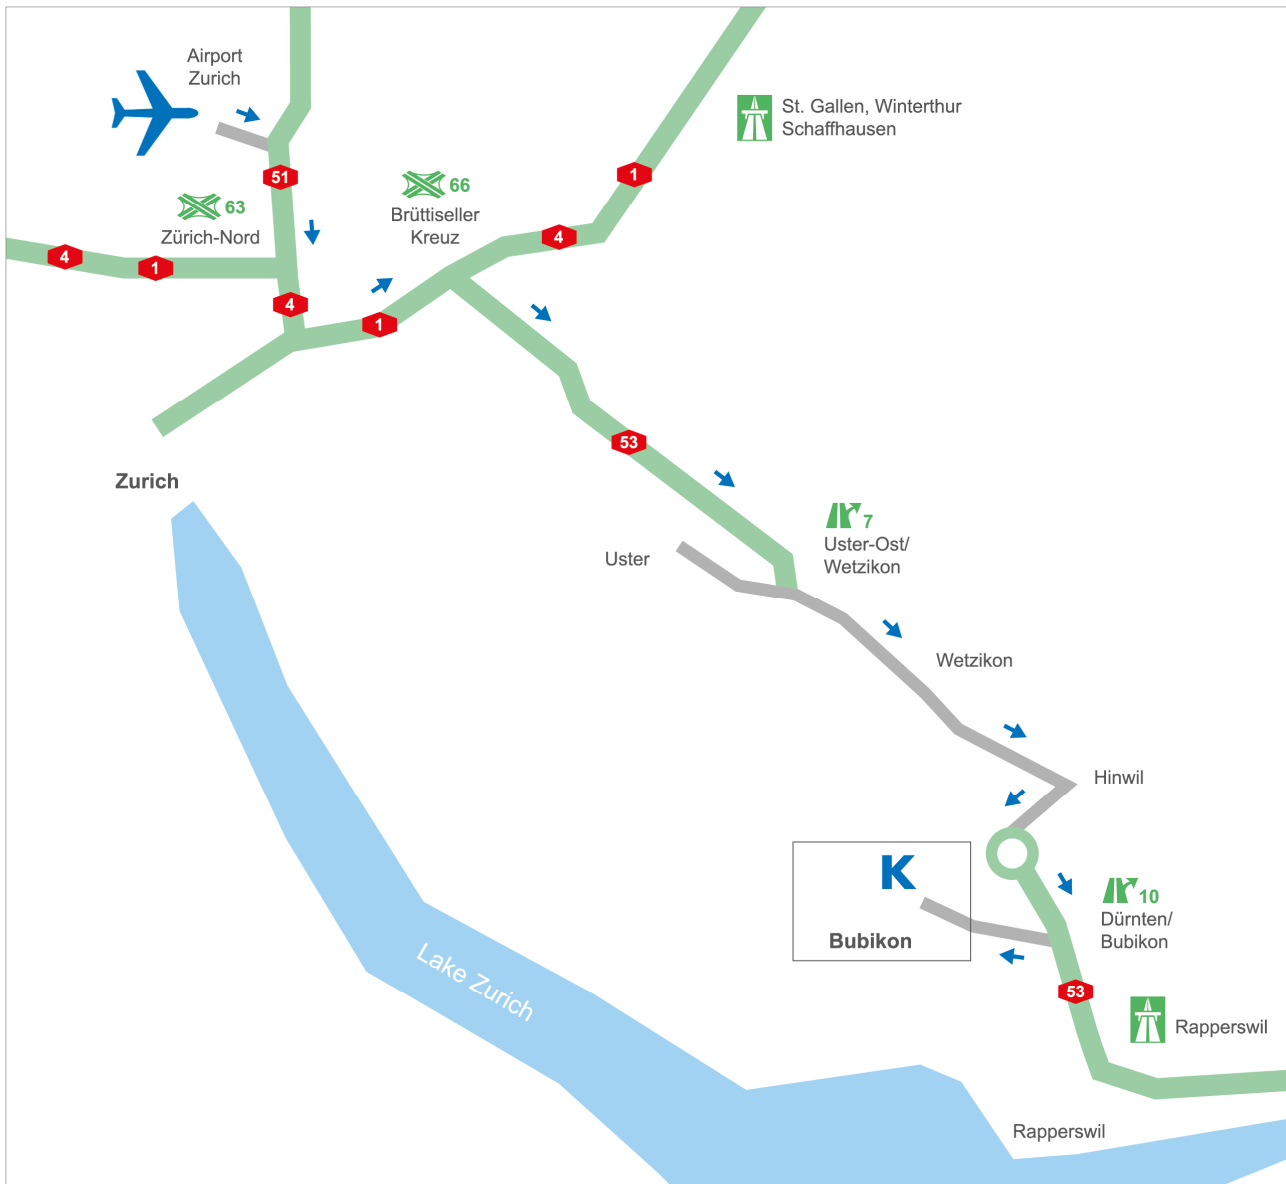 Airport
Zurich
St. Gallen, Winterthur
Schaffhausen
51
1
66
Brüttiseller
Kreuz
63
Zürich-Nord
4
4
1
4
1
53
Zurich
7
Uster-Ost/
Wetzikon
Uster
Wetzikon
Hinwil
K
Bubikon
10
Dürnten/
Bubikon
53
Rapperswil
Lake Zurich
Rapperswil